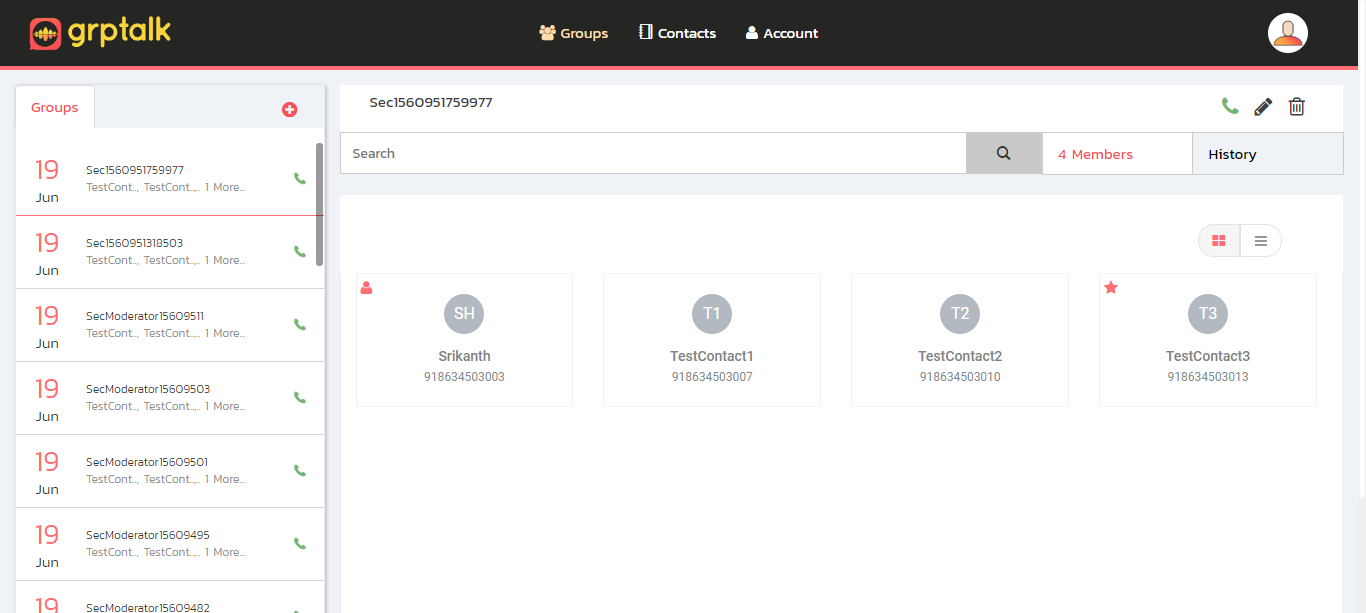 grptalk
Groups
Contacts
Account
Groups
19
Jun
Sec1560951759977
TestCont.., TestCont..,.. 1 More...
19
Jun
Sec1560951318503
TestCont.., TestCont..,.. 1 More...
19
Jun
SecModerator15609511
TestCont.., TestCont..,.. 1 More...
19
Jun
SecModerator15609503
TestCont.., TestCont..,.. 1 More...
19
Jun
SecModerator15609501
TestCont.., TestCont..,.. 1 More...
19
Jun
SecModerator15609495
TestCont.., TestCont..,.. 1 More...
19
SecModerator15609482
Sec1560951759977
Search
4 Members
History
SH
Srikanth
918634503003
T1
TestContact1
918634503007
T2
TestContact2
918634503010
T3
TestContact3
918634503013